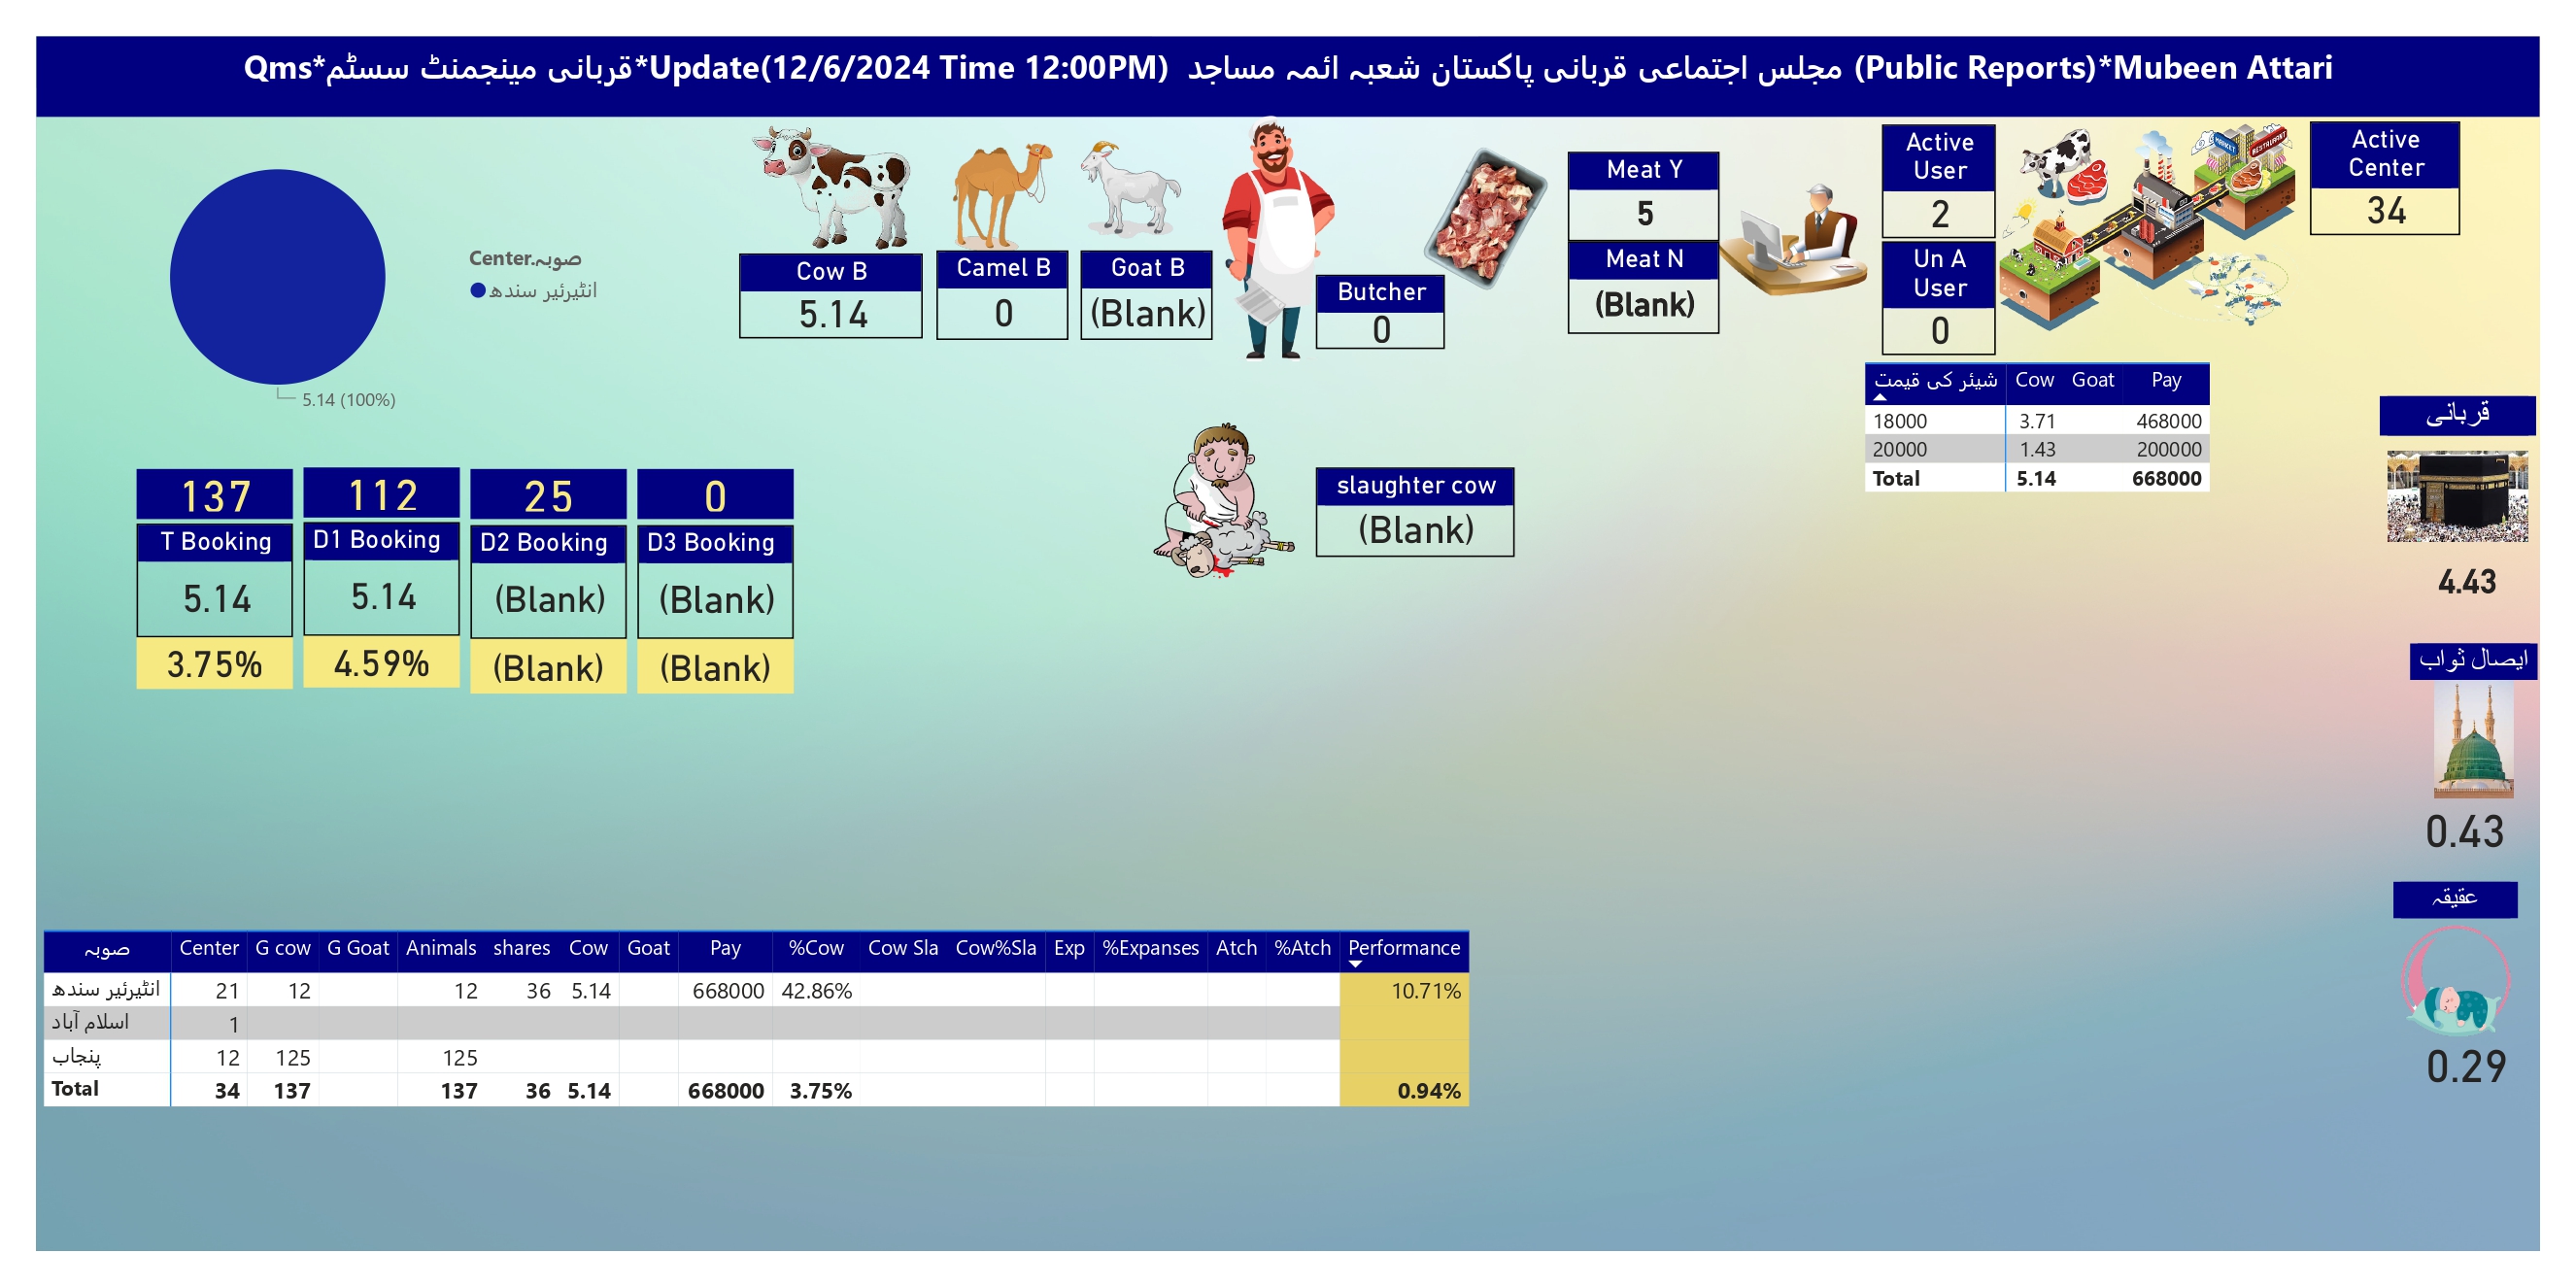 Qms*قربانی مینجمنٹ سسٹم*Update(12/6/2024 Time 12:00PM) مجلس اجتماعی قربانی پاکستان شعبہ ائمہ مساجد (Public Reports)*Mubeen Attari
Center.صوبہ
انٹیرئیر سندھ
5.14 (100%)
Cow B
5.14
Camel B
0
Goat B
(Blank)
Butcher
0
Meat Y
5
Meat N
(Blank)
Active User
2
Un A User
0
MARKET
RESTAURANT
Active Center
34
شیئر کی قیمت Cow Goat Pay
18000 3.71 468000
20000 1.43 200000
Total 5.14 668000
قربانی
4.43
137 112 25 0
T Booking D1 Booking D2 Booking D3 Booking
5.14 5.14 (Blank) (Blank)
3.75% 4.59% (Blank) (Blank)
slaughter cow
(Blank)
ایصال ثواب
0.43
عقیقہ
0.29
صوبہ Center G cow G Goat Animals shares Cow Goat Pay %Cow Cow Sla Cow%Sla Exp %Expanses Atch %Atch Performance
انٹیرئیر سندھ 21 12 12 36 5.14 668000 42.86% 10.71%
اسلام آباد 1
پنجاب 12 125 125
Total 34 137 137 36 5.14 668000 3.75% 0.94%